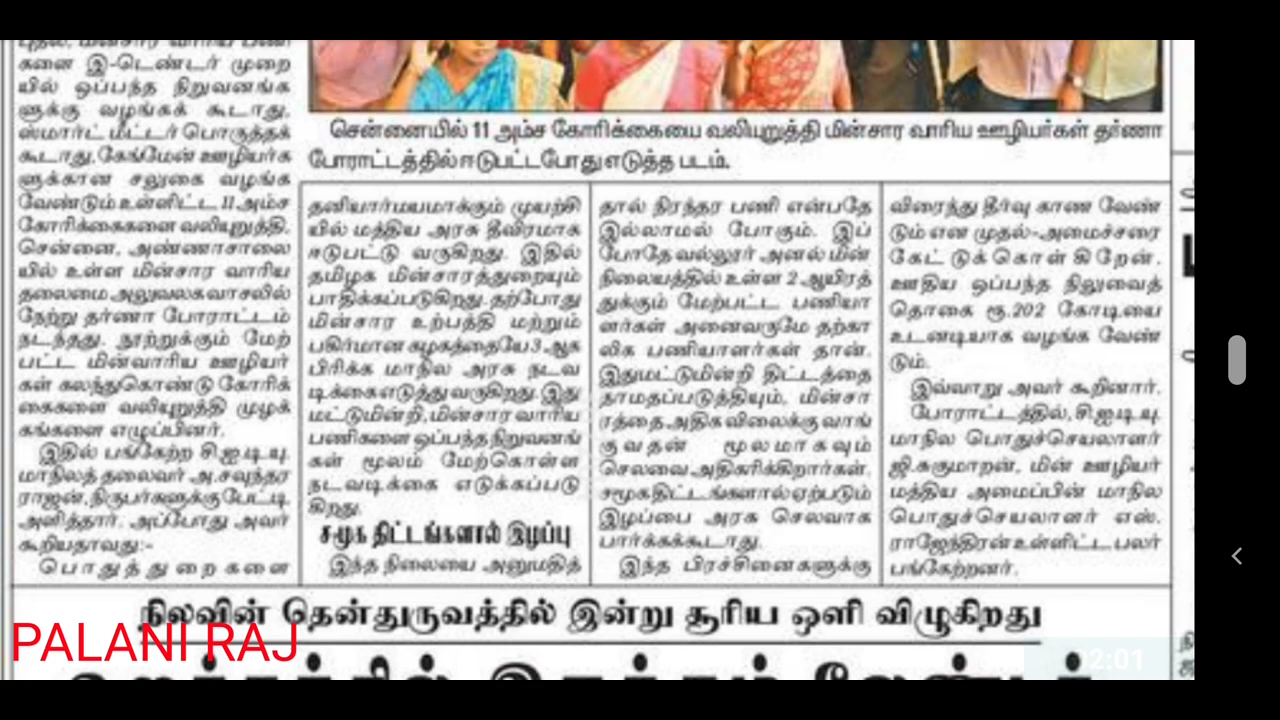 களை இ-டெண்டர் முறை
யில் ஒப்பந்த நிறுவனங்க
ளுக்கு வழங்கக் கூடாது,
ஸ்மார்ட் மீட்டர் பொருத்தக்
கூடாது, கேங்மேன் ஊழியர்க
ளுக்கான சலுகை வழங்க
வேண்டும் உள்ளிட்ட 11 அம்ச
கோரிக்கைகளை வலியுறுத்தி,
சென்னை, அண்ணாசாலை
யில் உள்ள மின்சார வாரிய
தலைமை அலுவலக வாசலில்
நேற்று தர்ணா போராட்டம்
நடந்தது. நூற்றுக்கும் மேற்
பட்ட மின்வாரிய ஊழியர்
கள் கலந்துகொண்டு கோரிக்
கைகளை வலியுறுத்தி முழக்
கங்களை எழுப்பினர்.
இதில் பங்கேற்ற சி.ஐ.டி.யு.
மாநிலத் தலைவர் அ.சவுந்தர
ராஜன், நிருபர்களுக்கு பேட்டி
அளித்தார். அப்போது அவர்
கூறியதாவது:-
பொதுத்துறைகளை
சென்னையில் 11 அம்ச கோரிக்கையை வலியுறுத்தி மின்சார வாரிய ஊழியர்கள் தர்ணா
போராட்டத்தில் ஈடுபட்டபோது எடுத்த படம்.
தனியார்மயமாக்கும் முயற்சி
யில் மத்திய அரசு தீவிரமாக
ஈடுபட்டு வருகிறது. இதில்
தமிழக மின்சாரத்துறையும்
பாதிக்கப்படுகிறது. தற்போது
மின்சார உற்பத்தி மற்றும்
பகிர்மான கழகத்தையே 3 ஆக
பிரிக்க மாநில அரசு நடவ
டிக்கை எடுத்து வருகிறது. இது
மட்டுமின்றி, மின்சார வாரிய
பணிகளை ஒப்பந்த நிறுவனங்
கள் மூலம் மேற்கொள்ள
நடவடிக்கை எடுக்கப்படு
கிறது.
சமூக திட்டங்களால் இழப்பு
இந்த நிலையை அனுமதித்
தால் நிரந்தர பணி என்பதே
இல்லாமல் போகும். இப்
போதே வல்லூர் அனல் மின்
நிலையத்தில் உள்ள 2 ஆயிரத்
துக்கும் மேற்பட்ட பணியா
ளர்கள் அனைவருமே தற்கா
லிக பணியாளர்கள் தான்.
இதுமட்டுமின்றி திட்டத்தை
தாமதப்படுத்தியும், மின்சா
ரத்தை அதிக விலைக்கு வாங்
குவதன் மூலமாகவும்
செலவை அதிகரிக்கிறார்கள்.
சமூக திட்டங்களால் ஏற்படும்
இழப்பை அரசு செலவாக
பார்க்கக்கூடாது.
இந்த பிரச்சினைகளுக்கு
விரைந்து தீர்வு காண வேண்
டும் என முதல்-அமைச்சரை
கேட்டுக்கொள்கிறேன்.
ஊதிய ஒப்பந்த நிலுவைத்
தொகை ரூ.202 கோடியை
உடனடியாக வழங்க வேண்
டும்.
இவ்வாறு அவர் கூறினார்.
போராட்டத்தில், சி.ஐ.டி.யு.
மாநில பொதுச்செயலாளர்
ஜி.சுகுமாறன், மின் ஊழியர்
மத்திய அமைப்பின் மாநில
பொதுச்செயலாளர் எஸ்.
ராஜேந்திரன் உள்ளிட்ட பலர்
பங்கேற்றனர்.
நிலவின் தென்துருவத்தில் இன்று சூரிய ஒளி விழுகிறது
PALANI RAJ
02:01